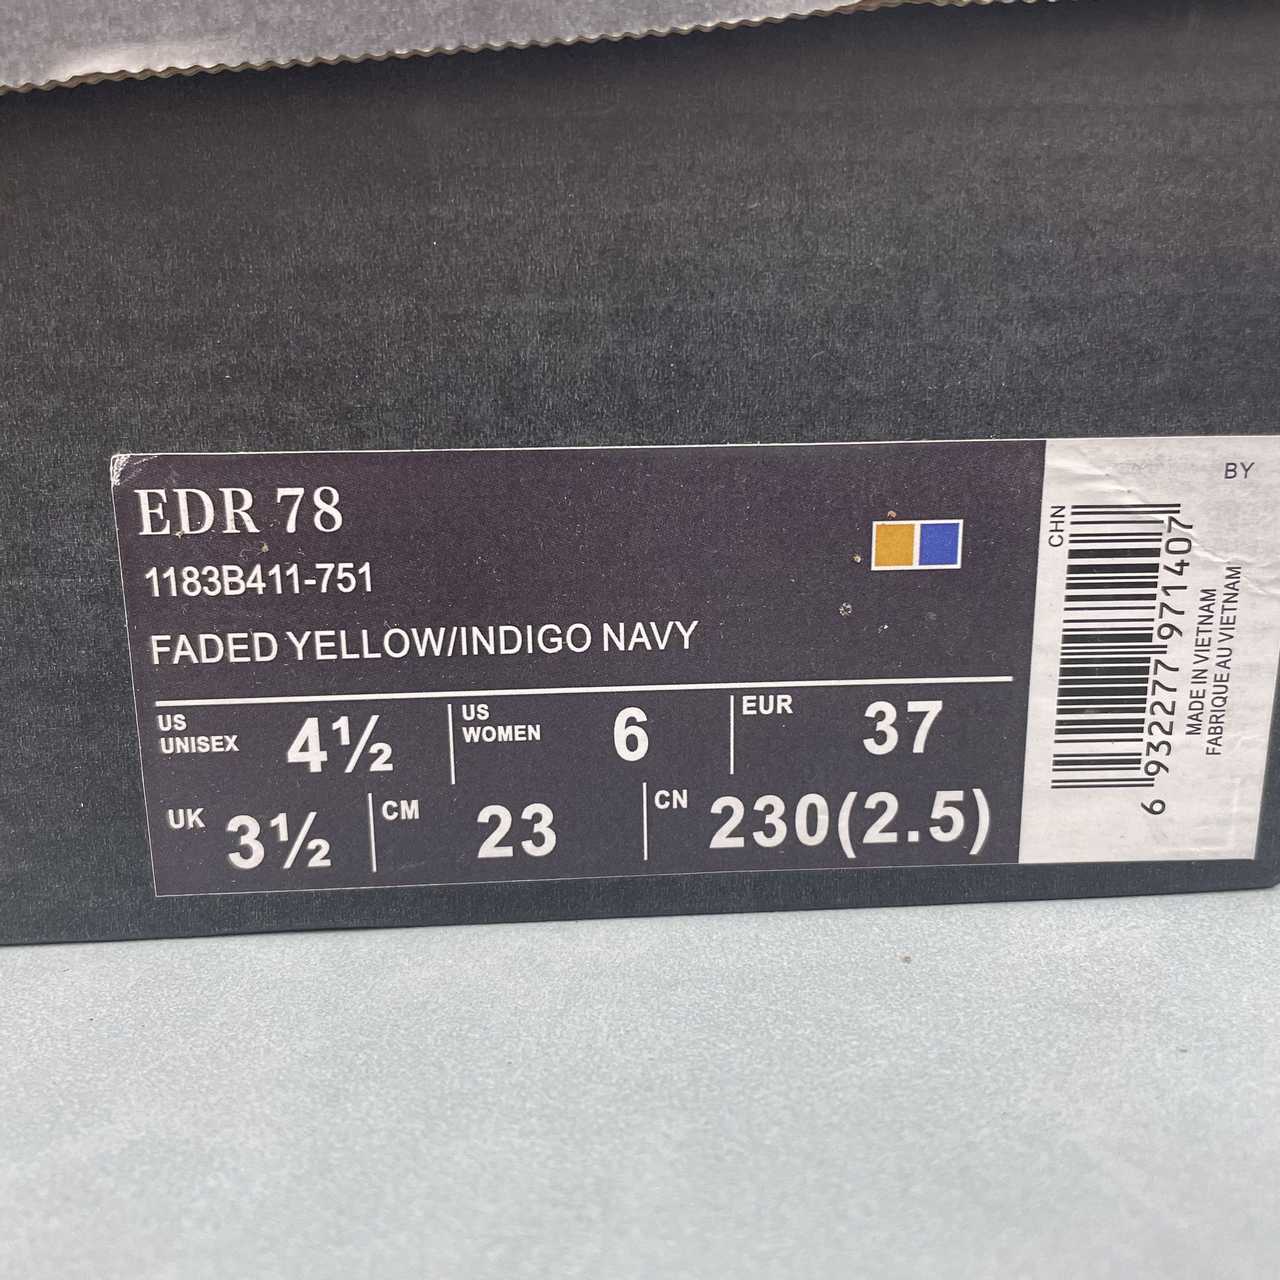 EDR 78
1183B411-751
FADED YELLOW/INDIGO NAVY
US UNISEX 4½
US WOMEN 6
EUR 37
UK 3½
CM 23
CN 230(2.5)
BY
CHN
6 932277 971407
MADE IN VIETNAM
FABRIQUE AU VIETNAM